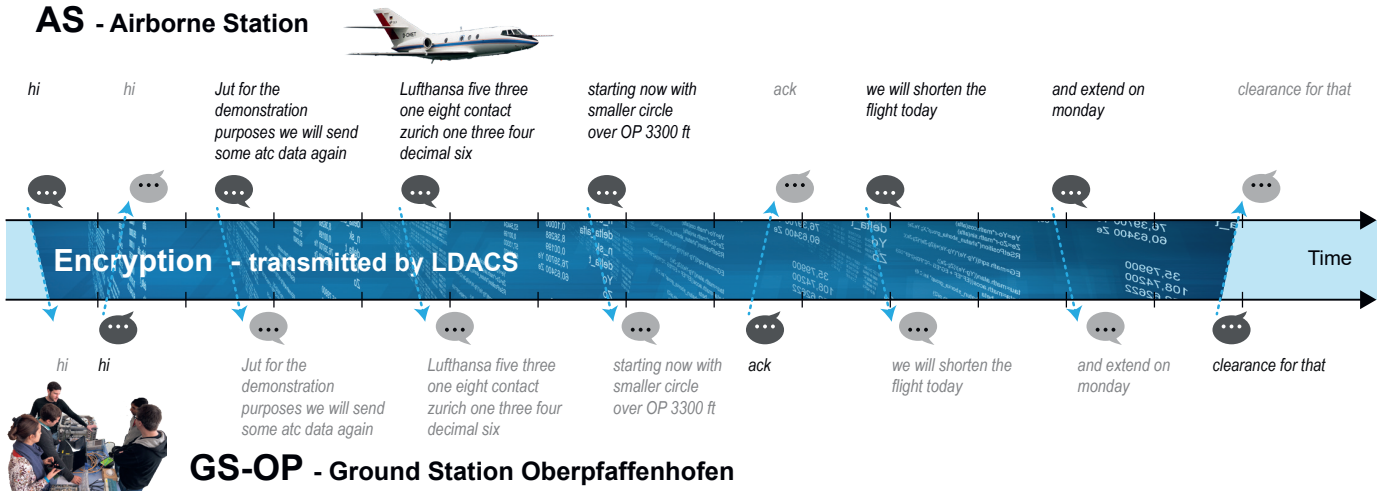 AS - Airborne Station
hi
hi
Jut for the
demonstration
purposes we will send
some atc data again
Lufthansa five three
one eight contact
zurich one three four
decimal six
starting now with
smaller circle
over OP 3300 ft
ack
we will shorten the
flight today
and extend on
monday
clearance for that
Encryption - transmitted by LDACS
Time
hi
hi
Jut for the
demonstration
purposes we will send
some atc data again
Lufthansa five three
one eight contact
zurich one three four
decimal six
starting now with
smaller circle
over OP 3300 ft
ack
we will shorten the
flight today
and extend on
monday
clearance for that
GS-OP - Ground Station Oberpfaffenhofen